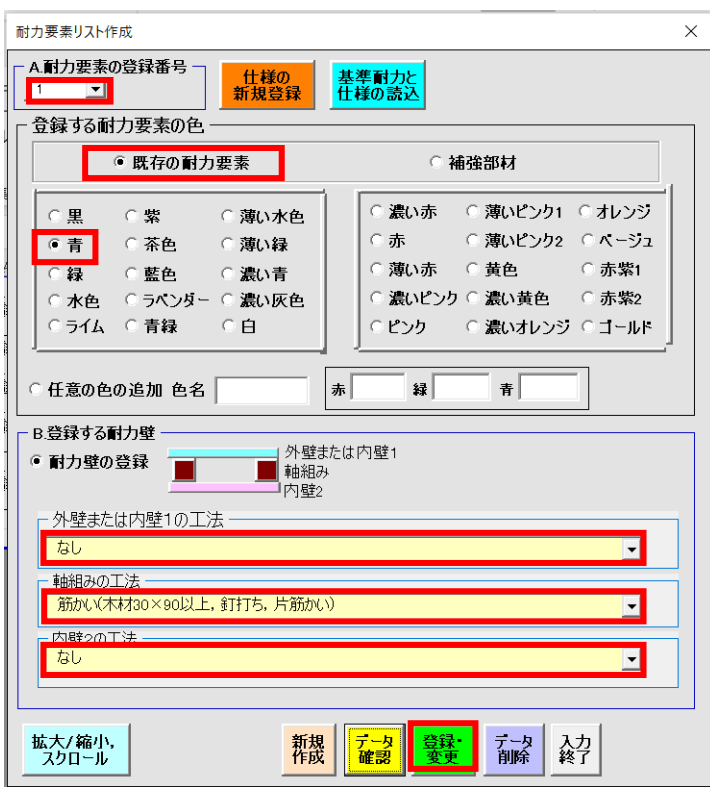 耐力要素リスト作成
A.耐力要素の登録番号
1
仕様の
新規登録
基準耐力と
仕様の読込
登録する耐力要素の色
既存の耐力要素
補強部材
黒 紫 薄い水色
青 茶色 薄い緑
緑 藍色 濃い青
水色 ラベンダー 濃い灰色
ライム 青緑 白
濃い赤 薄いピンク1 オレンジ
赤 薄いピンク2 ベージュ
薄い赤 黄色 赤紫1
濃いピンク 濃い黄色 赤紫2
ピンク 濃いオレンジ ゴールド
任意の色の追加 色名 赤 緑 青
B.登録する耐力壁
耐力壁の登録
外壁または内壁1
軸組み
内壁2
外壁または内壁1の工法
なし
軸組みの工法
筋かい(木材30×90以上, 釘打ち, 片筋かい)
内壁2の工法
なし
拡大/縮小,
スクロール
新規
作成
データ
確認
登録・
変更
データ
削除
入力
終了